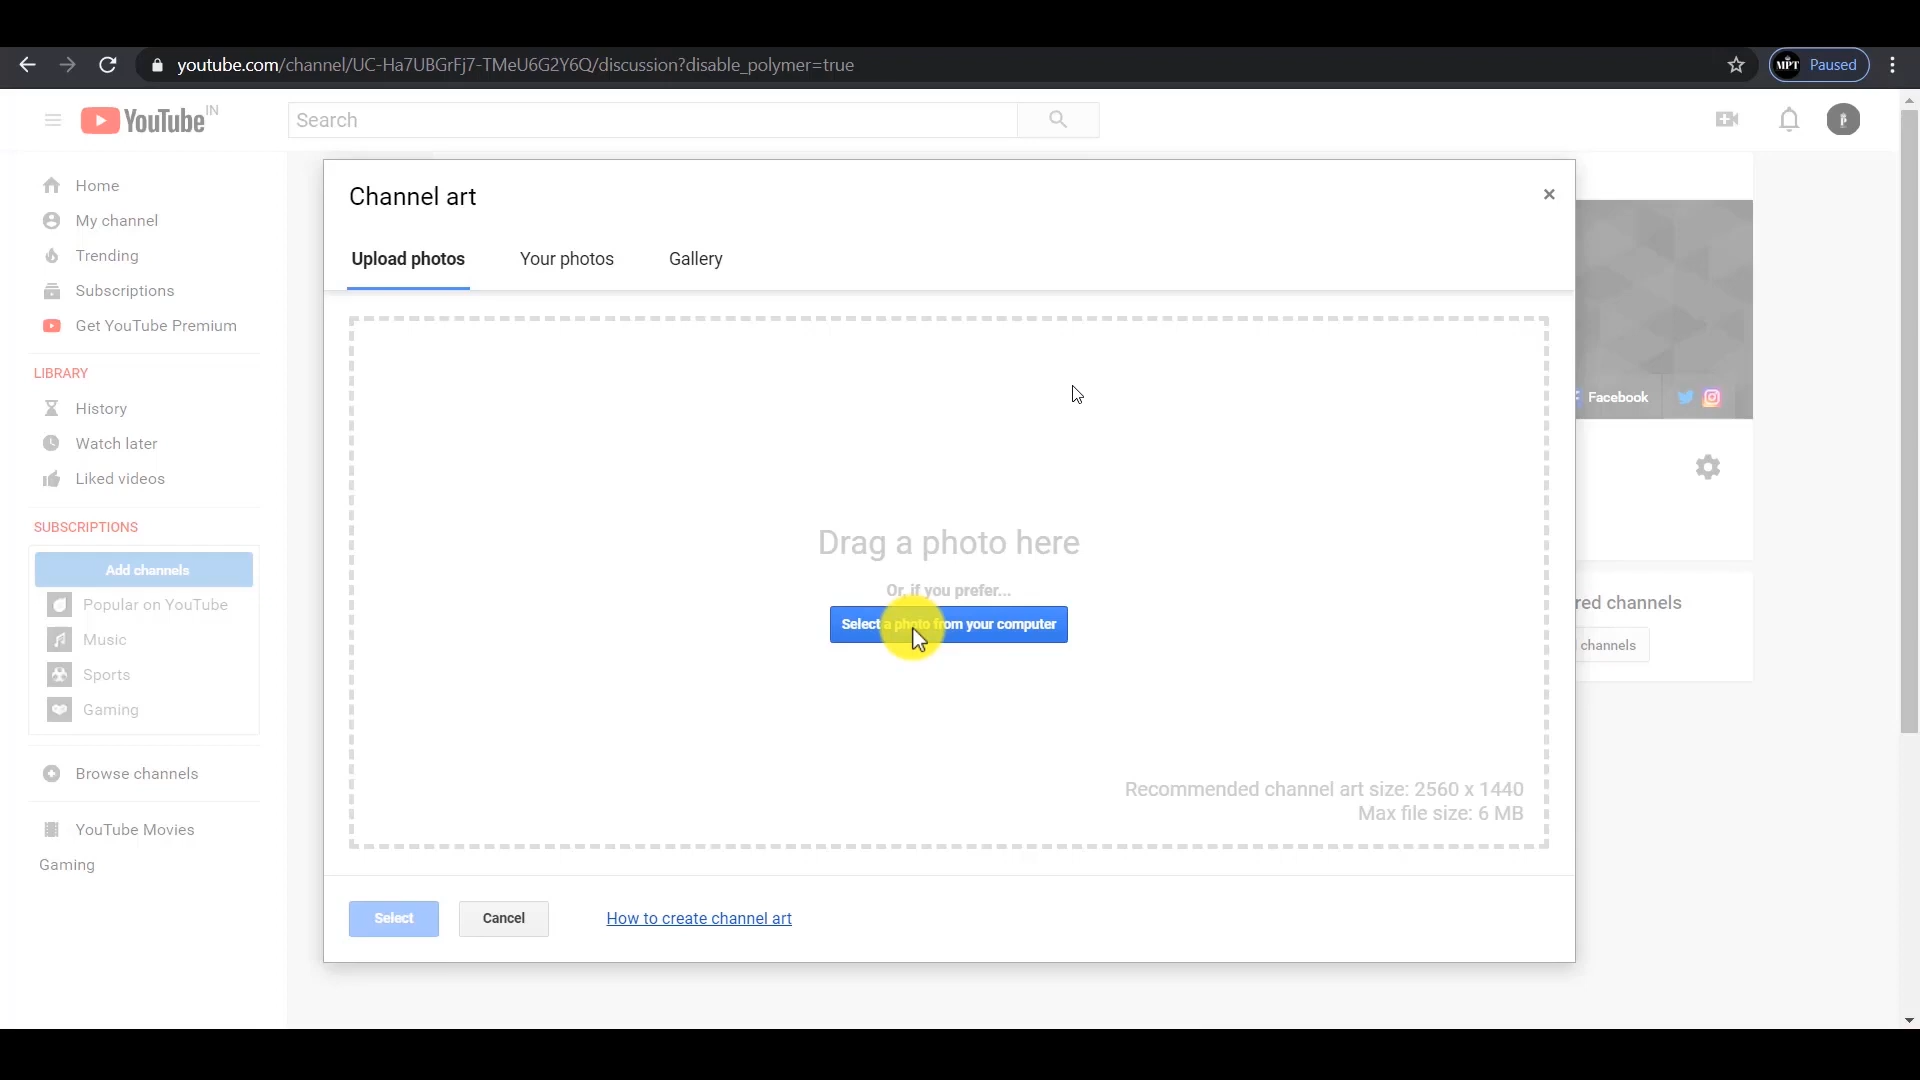 youtube.com/channel/UC-Ha7UBGrFj7-TMeU6G2Y6Q/discussion?disable_polymer=true
MPT Paused
YouTube IN
Search
Home
My channel
Trending
Subscriptions
Get YouTube Premium
LIBRARY
History
Watch later
Liked videos
SUBSCRIPTIONS
Add channels
Popular on YouTube
Music
Sports
Gaming
Browse channels
YouTube Movies
Gaming
Channel art
×
Upload photos Your photos Gallery
Drag a photo here
Or, if you prefer...
Select a photo from your computer
Recommended channel art size: 2560 x 1440
Max file size: 6 MB
Select Cancel How to create channel art
Facebook
red channels
channels